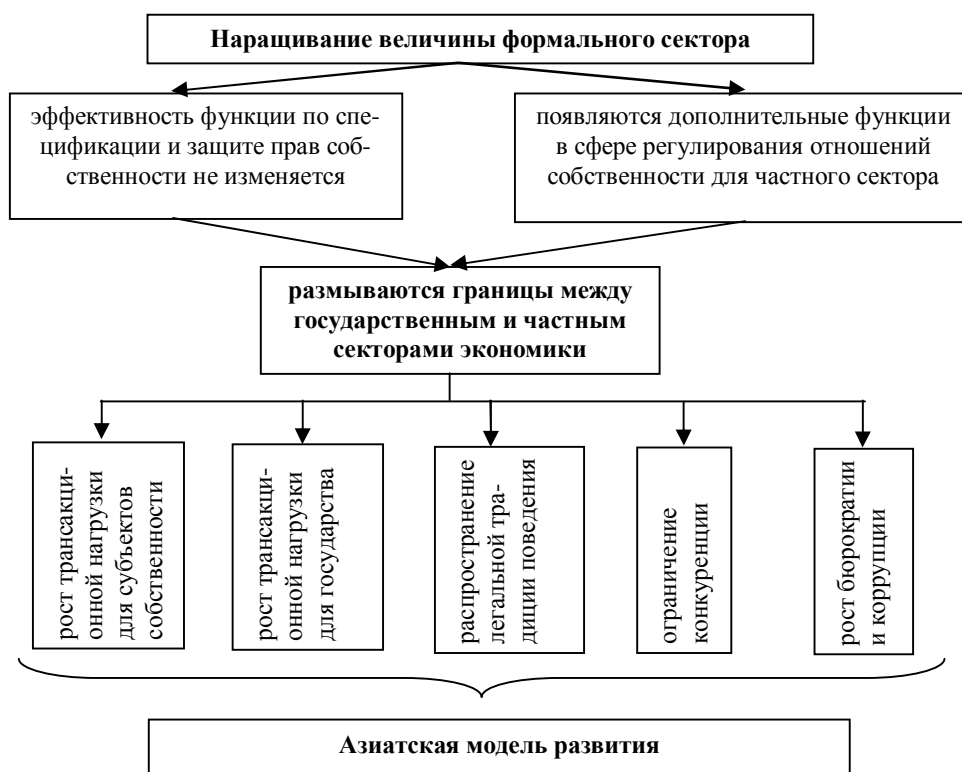 Наращивание величины формального сектора
эффективность функции по спе-
цификации и защите прав соб-
ственности не изменяется
появляются дополнительные функции
в сфере регулирования отношений
собственности для частного сектора
размываются границы между
государственным и частным
секторами экономики
рост трансакци-
онной нагрузки
для субъектов
собственности
рост трансакци-
онной нагрузки
для государства
распространение
легальной тра-
диции поведения
ограничение
конкуренции
рост бюрократии
и коррупции
Азиатская модель развития